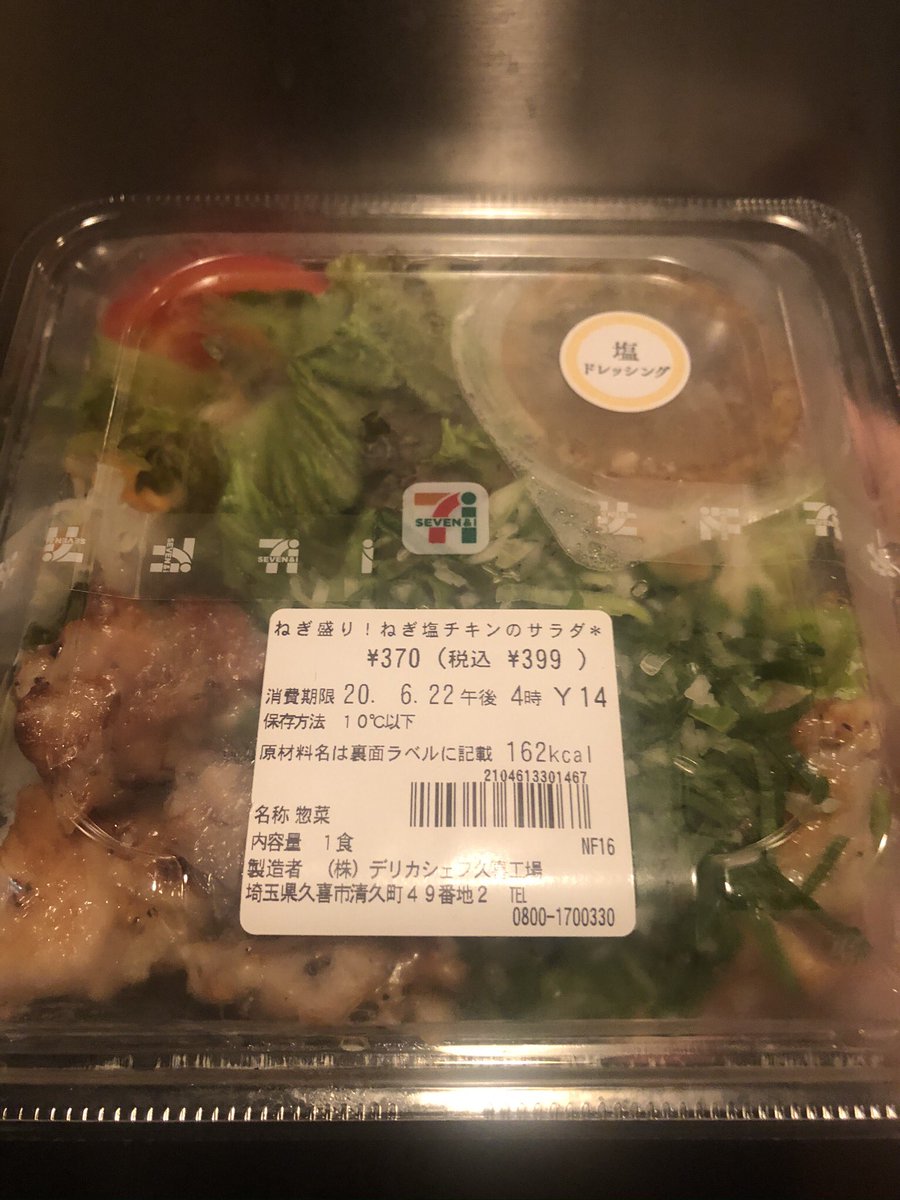 塩
ドレッシング
SEVEN&i
SEVEN&i
SEVEN&i
SEVEN&i
ねぎ盛り!ねぎ塩チキンのサラダ*
¥370 (税込 ¥399 )
消費期限 20. 6.22 午後 4時 Y 14
保存方法 10℃以下
原材料名は裏面ラベルに記載 162kcal
2104613301467
名称 惣菜
内容量 1食 NF16
製造者 (株)デリカシェフ久喜工場
埼玉県久喜市清久町49番地2 TEL
0800-1700330